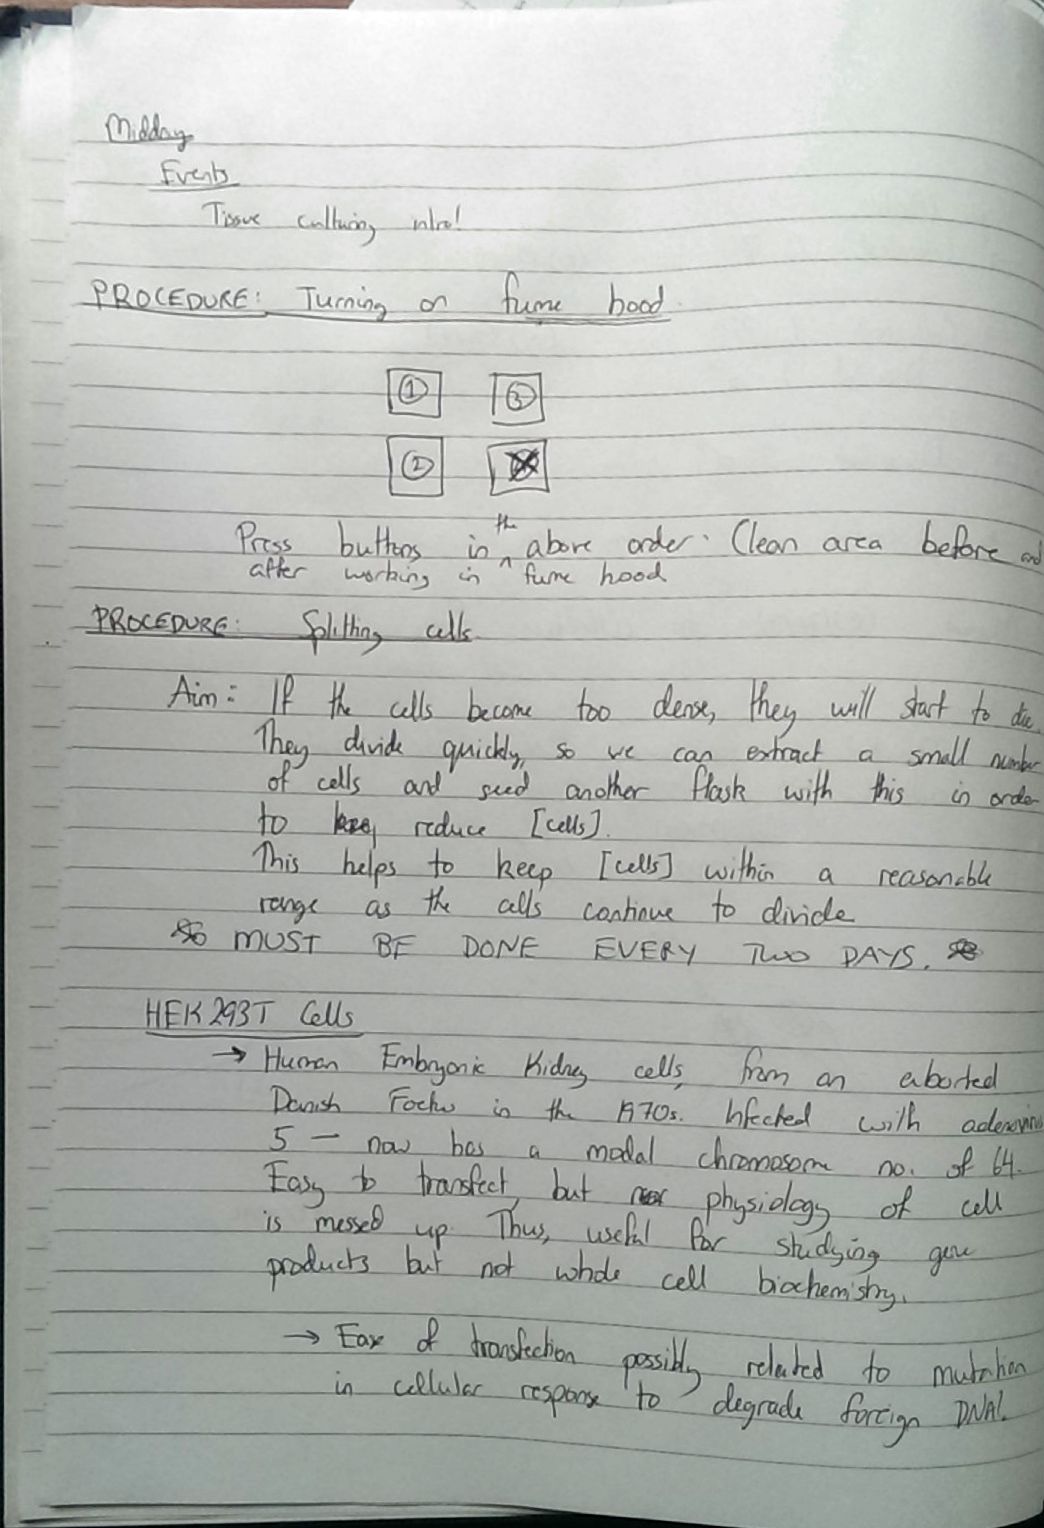 Midday
Events
Tissue culturing intro!
PROCEDURE: Turning on fume hood
① ③
②
Press buttons in the above order. Clean area before and
after working in fume hood
PROCEDURE: Splitting cells
Aim: If the cells become too dense, they will start to die.
They divide quickly, so we can extract a small number
of cells and seed another flask with this in order
to reduce [cells].
This helps to keep [cells] within a reasonable
range as the cells continue to divide
MUST BE DONE EVERY TWO DAYS.
HEK 293T Cells
→ Human Embryonic Kidney cells, from an aborted
Danish Foetus in the 1970s. Infected with adenovirus
5 — now has a modal chromosome no. of 64.
Easy to transfect, but physiology of cell
is messed up. Thus, useful for studying gene
products but not whole cell biochemistry.
→ Ease of transfection possibly related to mutation
in cellular response to degrade foreign DNA!